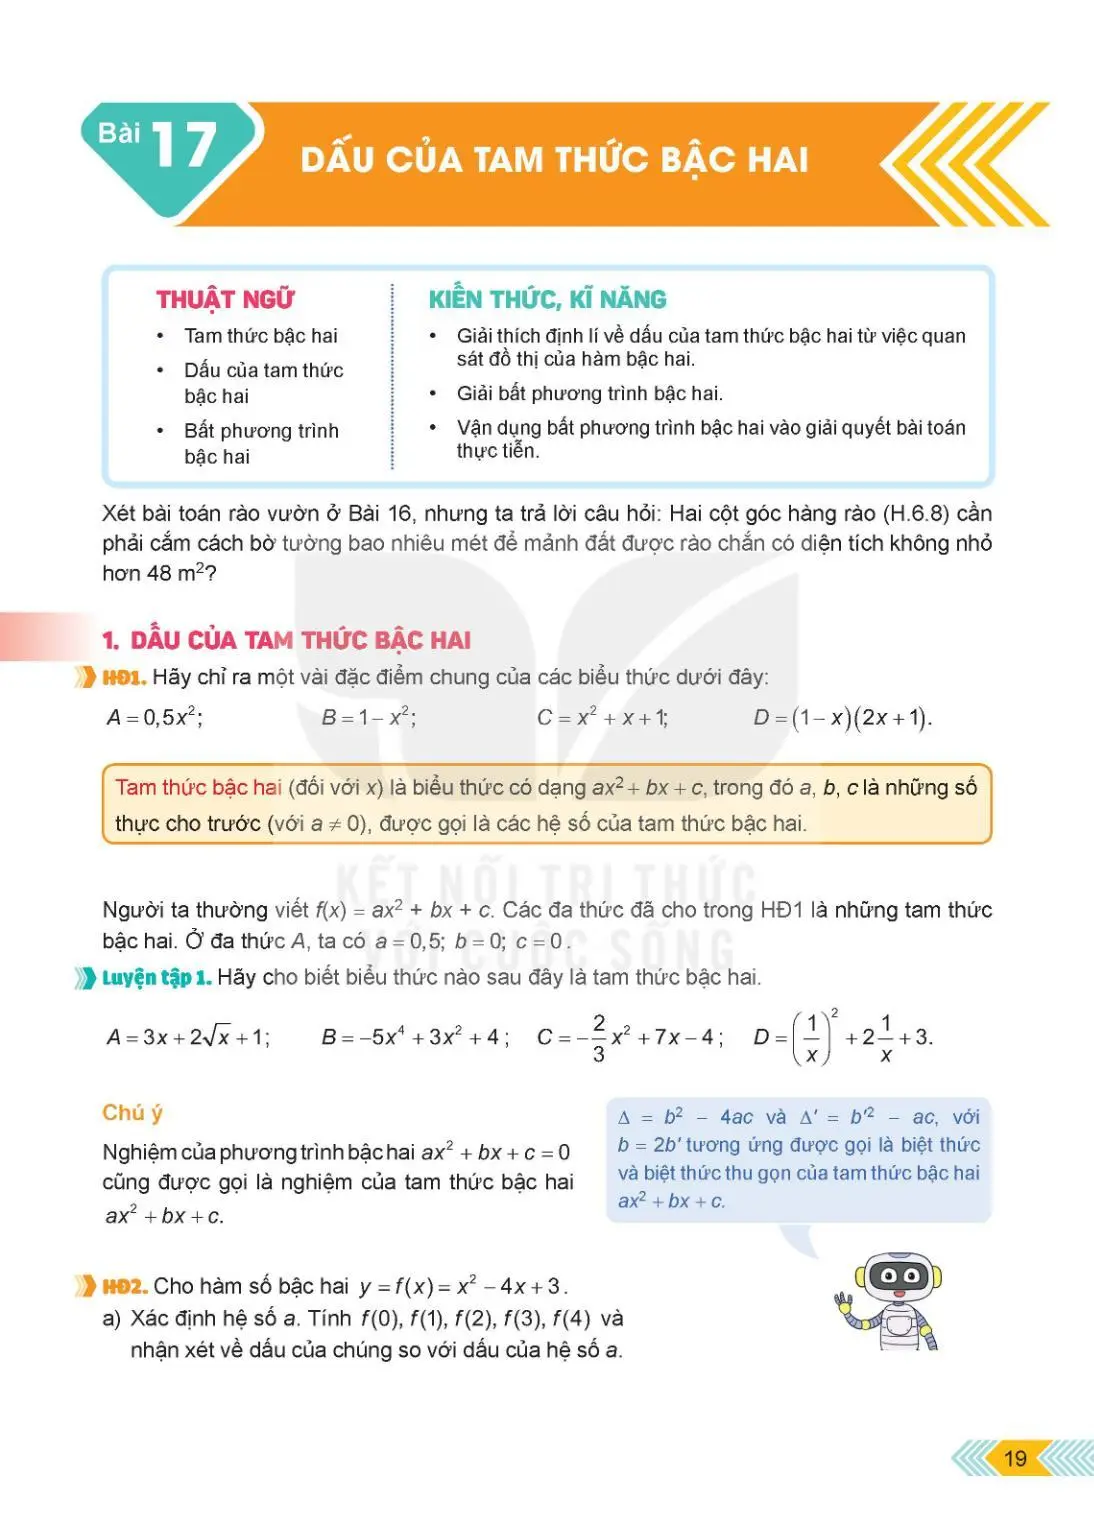 Bài 17
DẤU CỦA TAM THỨC BẬC HAI
THUẬT NGỮ
• Tam thức bậc hai
• Dấu của tam thức
bậc hai
• Bất phương trình
bậc hai
KIẾN THỨC, KĨ NĂNG
• Giải thích định lí về dấu của tam thức bậc hai từ việc quan
sát đồ thị của hàm bậc hai.
• Giải bất phương trình bậc hai.
• Vận dụng bất phương trình bậc hai vào giải quyết bài toán
thực tiễn.
Xét bài toán rào vườn ở Bài 16, nhưng ta trả lời câu hỏi: Hai cột góc hàng rào (H.6.8) cần
phải cắm cách bờ tường bao nhiêu mét để mảnh đất được rào chắn có diện tích không nhỏ
hơn 48 m²?
1. DẤU CỦA TAM THỨC BẬC HAI
HĐ1. Hãy chỉ ra một vài đặc điểm chung của các biểu thức dưới đây:
A = 0,5x²; B = 1 − x²; C = x² + x + 1; D = (1 − x)(2x + 1).
Tam thức bậc hai (đối với x) là biểu thức có dạng ax² + bx + c, trong đó a, b, c là những số
thực cho trước (với a ≠ 0), được gọi là các hệ số của tam thức bậc hai.
KẾT NỐI TRI THỨC
VỚI CUỘC SỐNG
Người ta thường viết f(x) = ax² + bx + c. Các đa thức đã cho trong HĐ1 là những tam thức
bậc hai. Ở đa thức A, ta có a = 0,5; b = 0; c = 0.
Luyện tập 1. Hãy cho biết biểu thức nào sau đây là tam thức bậc hai.
A = 3x + 2√x + 1; B = −5x⁴ + 3x² + 4; C = −2/3 x² + 7x − 4; D = (1/x)² + 2 1/x + 3.
Chú ý
Nghiệm của phương trình bậc hai ax² + bx + c = 0
cũng được gọi là nghiệm của tam thức bậc hai
ax² + bx + c.
Δ = b² − 4ac và Δ′ = b′² − ac, với
b = 2b′ tương ứng được gọi là biệt thức
và biệt thức thu gọn của tam thức bậc hai
ax² + bx + c.
HĐ2. Cho hàm số bậc hai y = f(x) = x² − 4x + 3.
a) Xác định hệ số a. Tính f(0), f(1), f(2), f(3), f(4) và
nhận xét về dấu của chúng so với dấu của hệ số a.
19